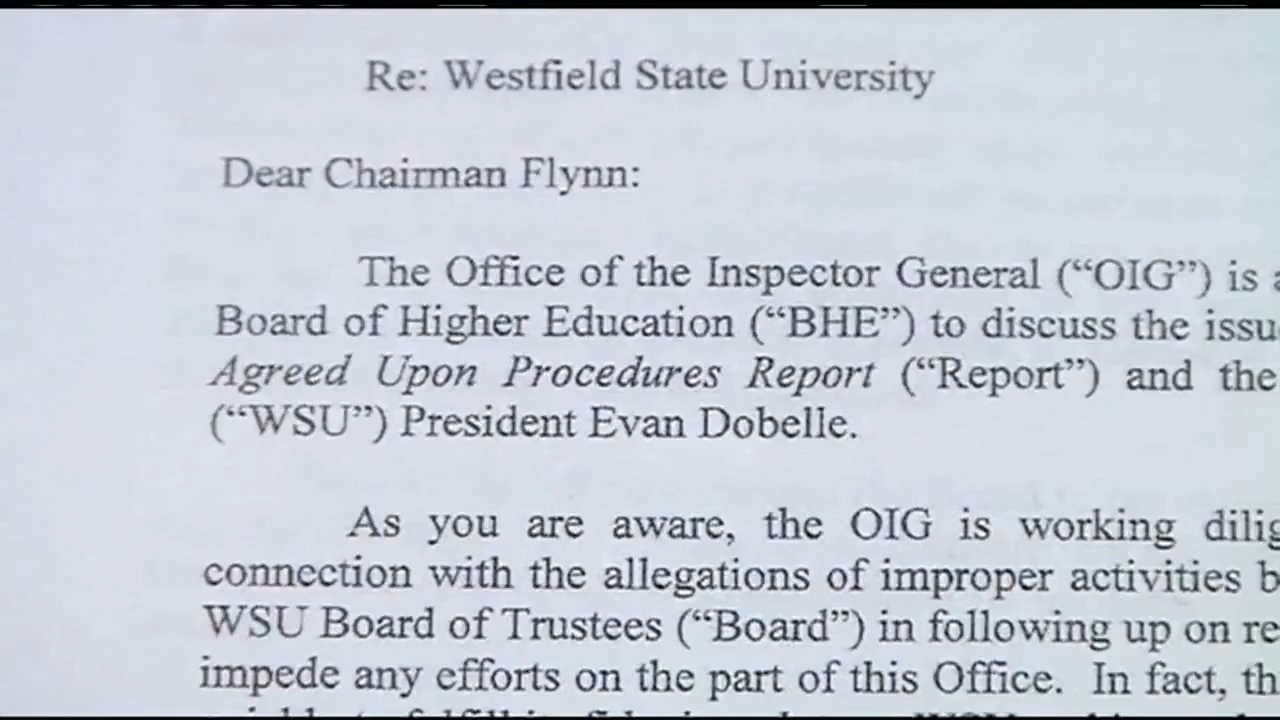 Re: Westfield State University
Dear Chairman Flynn:
The Office of the Inspector General (“OIG”) is
Board of Higher Education (“BHE”) to discuss the
Agreed Upon Procedures Report (“Report”) and the
(“WSU”) President Evan Dobelle.
As you are aware, the OIG is working
connection with the allegations of improper activities
WSU Board of Trustees (“Board”) in following up on
impede any efforts on the part of this Office. In fact,